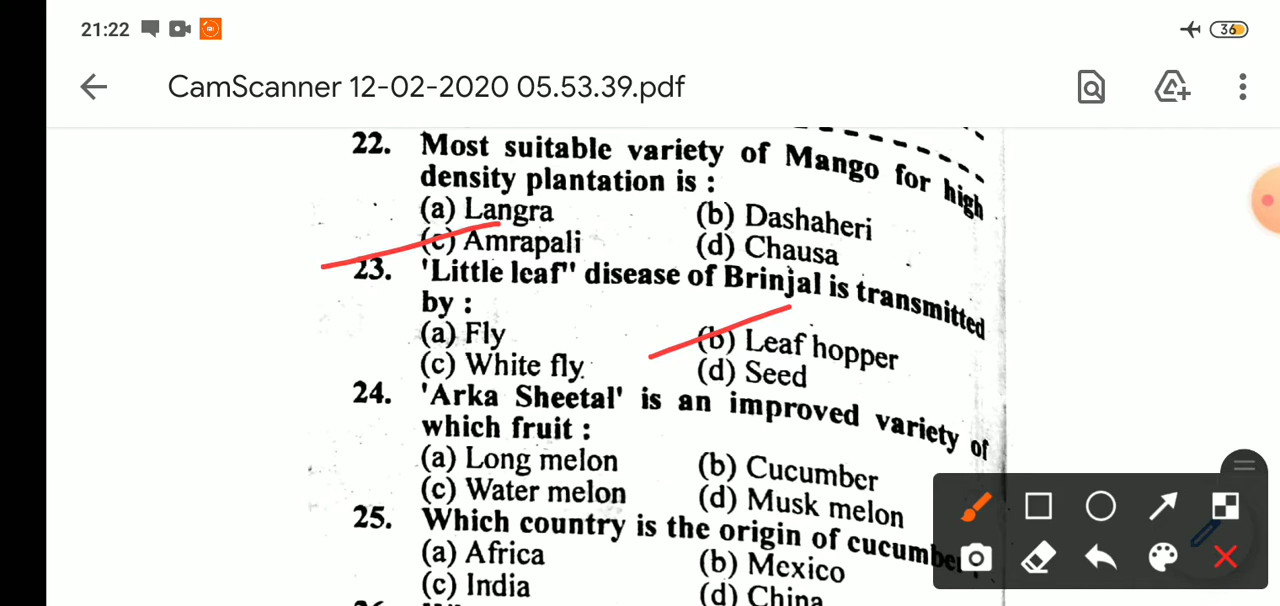 21:22
36
CamScanner 12-02-2020 05.53.39.pdf
22. Most suitable variety of Mango for high
density plantation is :
(a) Langra (b) Dashaheri
(c) Amrapali (d) Chausa
23. 'Little leaf" disease of Brinjal is transmitted
by :
(a) Fly (b) Leaf hopper
(c) White fly. (d) Seed
24. 'Arka Sheetal' is an improved variety of
which fruit :
(a) Long melon (b) Cucumber
(c) Water melon (d) Musk melon
25. Which country is the origin of cucumber
(a) Africa (b) Mexico
(c) India (d) China